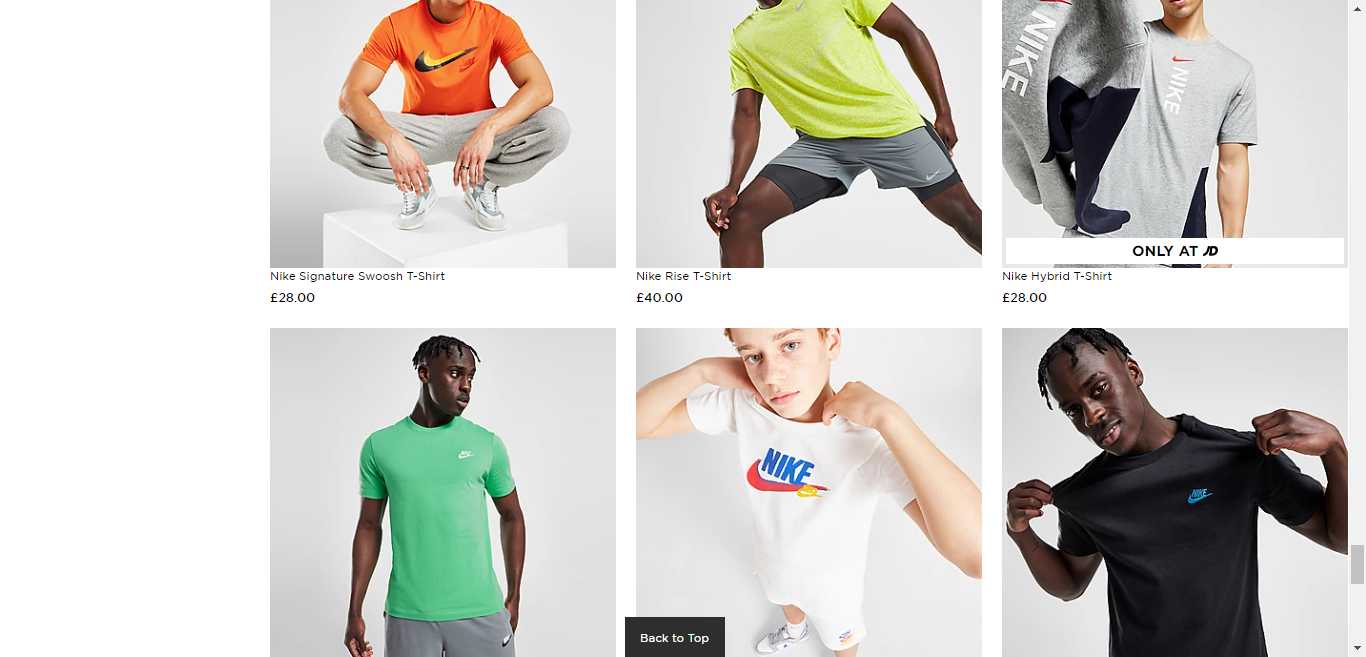 NIKE
NIKE
ONLY AT JD
Nike Signature Swoosh T-Shirt
Nike Rise T-Shirt
Nike Hybrid T-Shirt
£28.00
£40.00
£28.00
NIKE
NIKE
Back to Top